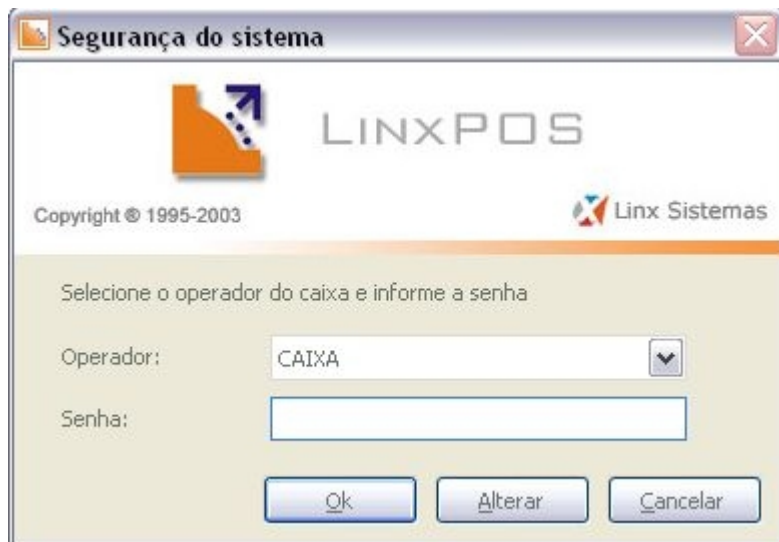 Segurança do sistema
LINXPOS
Copyright ® 1995-2003
Linx Sistemas
Selecione o operador do caixa e informe a senha
Operador:
CAIXA
Senha:
Ok
Alterar
Cancelar